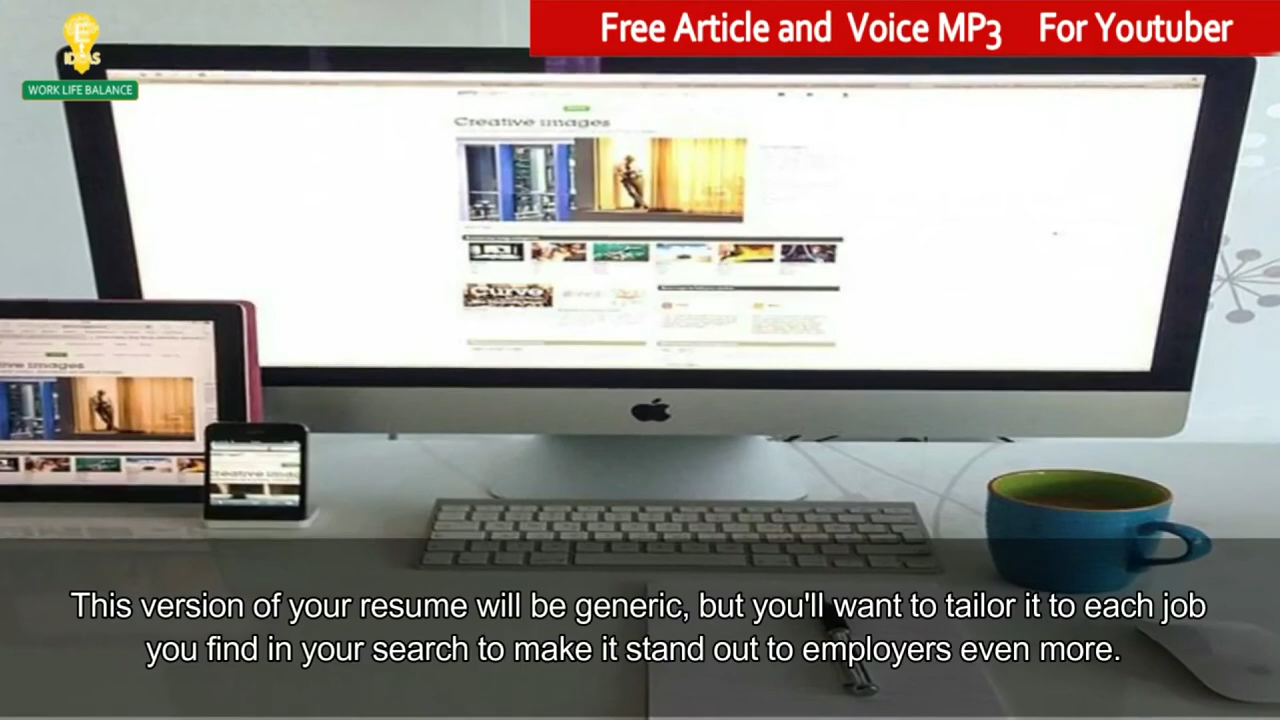 Free Article and Voice MP3 For Youtuber
IDEAS
WORK LIFE BALANCE
Creative images
Curve
This version of your resume will be generic, but you'll want to tailor it to each job
you find in your search to make it stand out to employers even more.